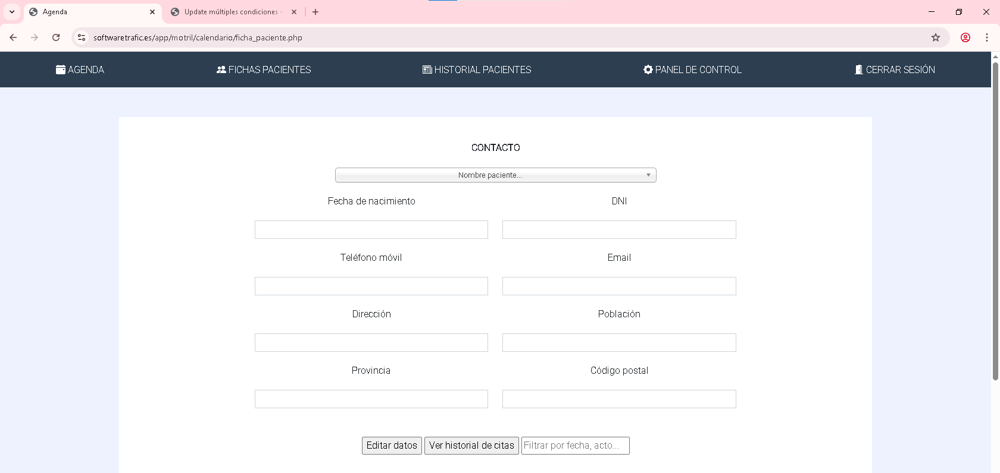 Agenda
Update múltiples condiciones -
softwaretrafic.es/app/motril/calendario/ficha_paciente.php
AGENDA
FICHAS PACIENTES
HISTORIAL PACIENTES
PANEL DE CONTROL
CERRAR SESIÓN
CONTACTO
Nombre paciente...
Fecha de nacimiento
DNI
Teléfono móvil
Email
Dirección
Población
Provincia
Código postal
Editar datos
Ver historial de citas
Filtrar por fecha, acto...